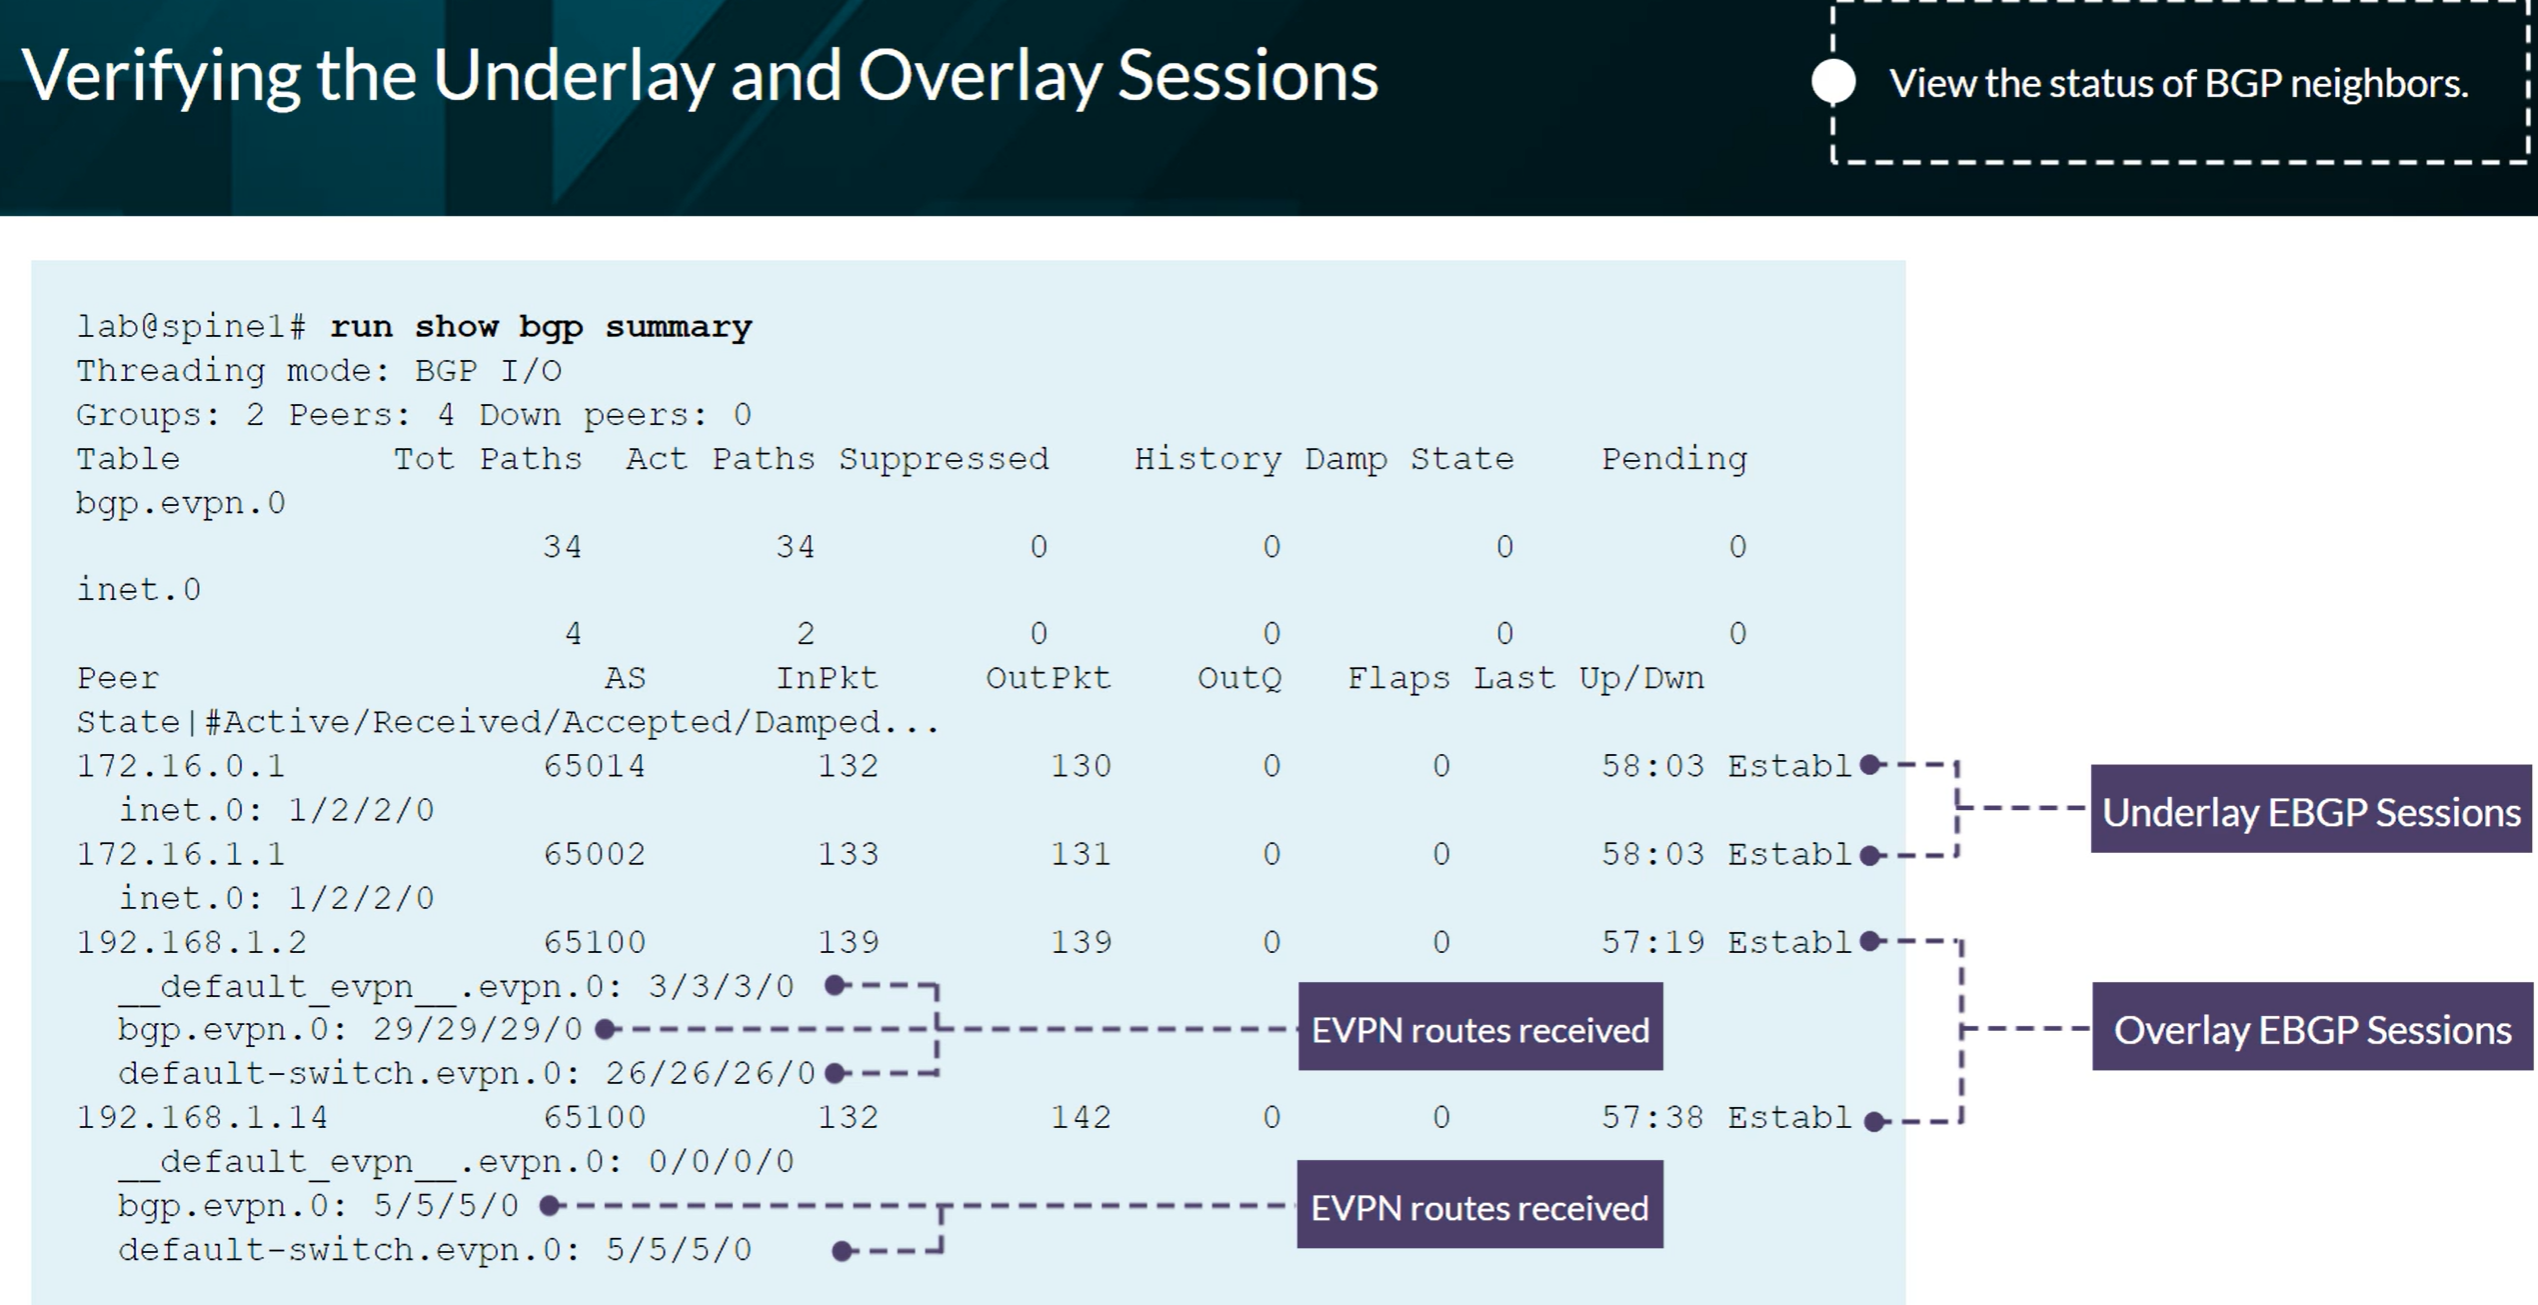 Verifying the Underlay and Overlay Sessions
View the status of BGP neighbors.
lab@spine1# run show bgp summary
Threading mode: BGP I/O
Groups: 2 Peers: 4 Down peers: 0
Table Tot Paths Act Paths Suppressed History Damp State Pending
bgp.evpn.0
34 34 0 0 0 0
inet.0
4 2 0 0 0 0
Peer AS InPkt OutPkt OutQ Flaps Last Up/Dwn
State|#Active/Received/Accepted/Damped...
172.16.0.1 65014 132 130 0 0 58:03 Establ
inet.0: 1/2/2/0
172.16.1.1 65002 133 131 0 0 58:03 Establ
inet.0: 1/2/2/0
Underlay EBGP Sessions
192.168.1.2 65100 139 139 0 0 57:19 Establ
__default_evpn__.evpn.0: 3/3/3/0
bgp.evpn.0: 29/29/29/0
default-switch.evpn.0: 26/26/26/0
EVPN routes received
Overlay EBGP Sessions
192.168.1.14 65100 132 142 0 0 57:38 Establ
__default_evpn__.evpn.0: 0/0/0/0
bgp.evpn.0: 5/5/5/0
default-switch.evpn.0: 5/5/5/0
EVPN routes received